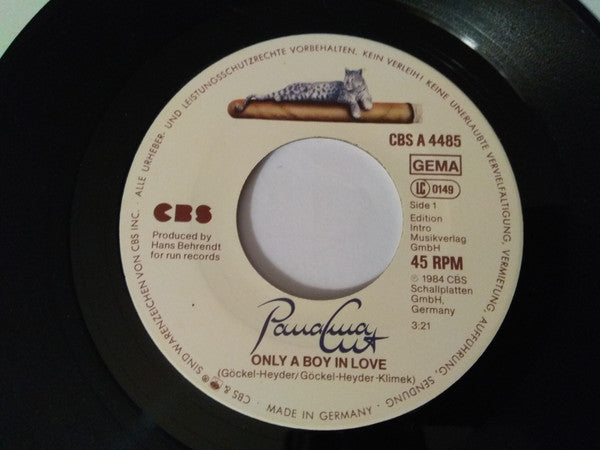 ALLE URHEBER- UND LEISTUNGSSCHUTZRECHTE VORBEHALTEN. KEIN VERLEIH! KEINE UNERLAUBTE VERVIELFÄLTIGUNG, VERMIETUNG, AUFFÜHRUNG, SENDUNG
CBS A 4485
GEMA
LC 0149
Side 1
Edition
Intro
Musikverlag
GmbH
45 RPM
℗ 1984 CBS
Schallplatten
GmbH,
Germany
3:21
CBS
Produced by
Hans Behrendt
for run records
Panama Cut
ONLY A BOY IN LOVE
(Göckel-Heyder/Göckel-Heyder-Klimek)
CBS & SIND WARENZEICHEN VON CBS INC.
MADE IN GERMANY